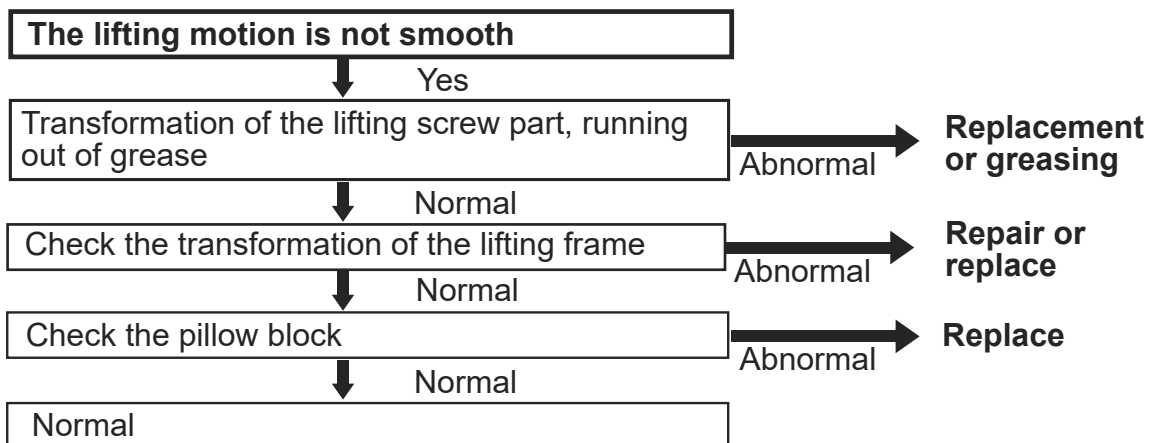 The lifting motion is not smooth
Yes
Transformation of the lifting screw part, running
out of grease
Abnormal
Replacement
or greasing
Normal
Check the transformation of the lifting frame
Abnormal
Repair or
replace
Normal
Check the pillow block
Abnormal
Replace
Normal
Normal